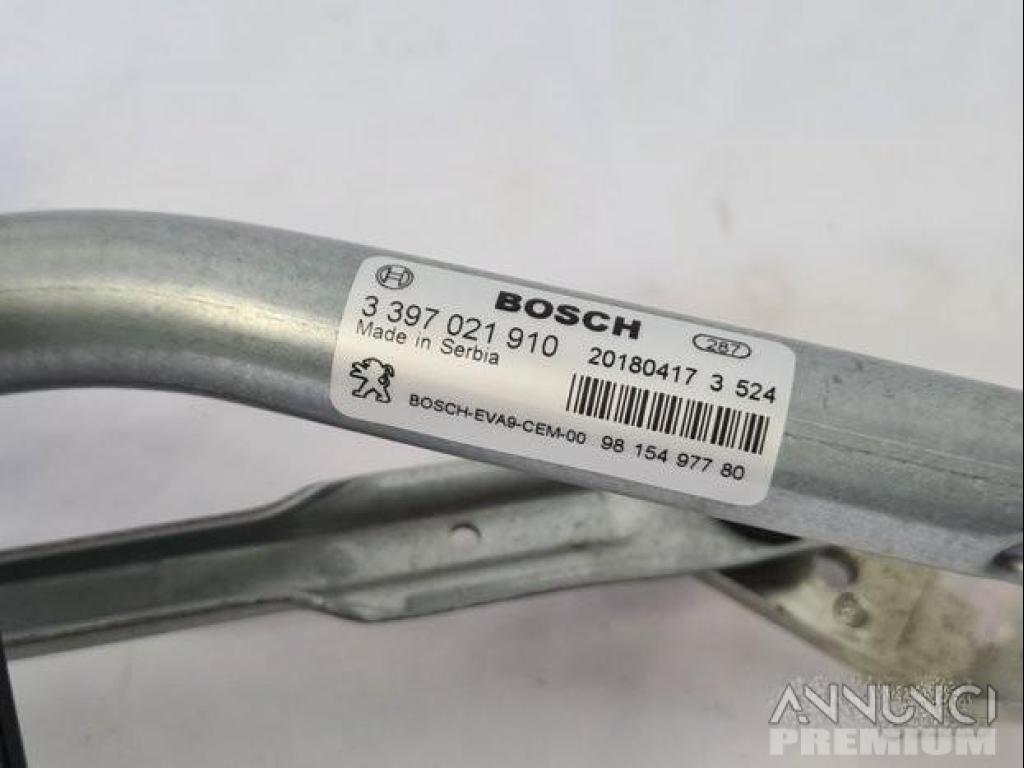 BOSCH
3 397 021 910
287
Made in Serbia
20180417 3 524
BOSCH-EVA9-CEM-00 98 154 977 80
ANNUNCI
PREMIUM